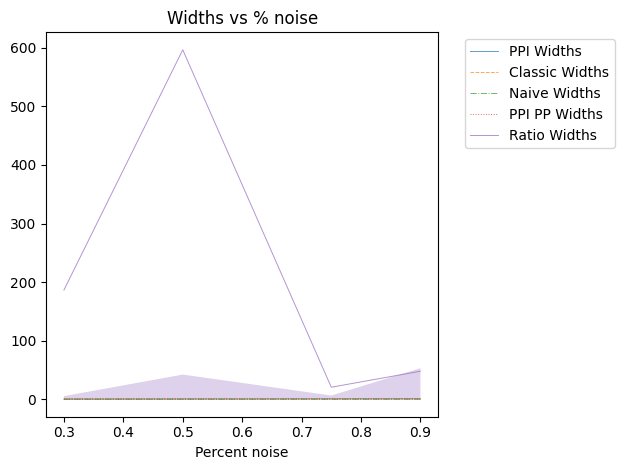 Widths vs % noise
600
500
400
300
200
100
0
0.3 0.4 0.5 0.6 0.7 0.8 0.9
Percent noise
PPI Widths
Classic Widths
Naive Widths
PPI PP Widths
Ratio Widths